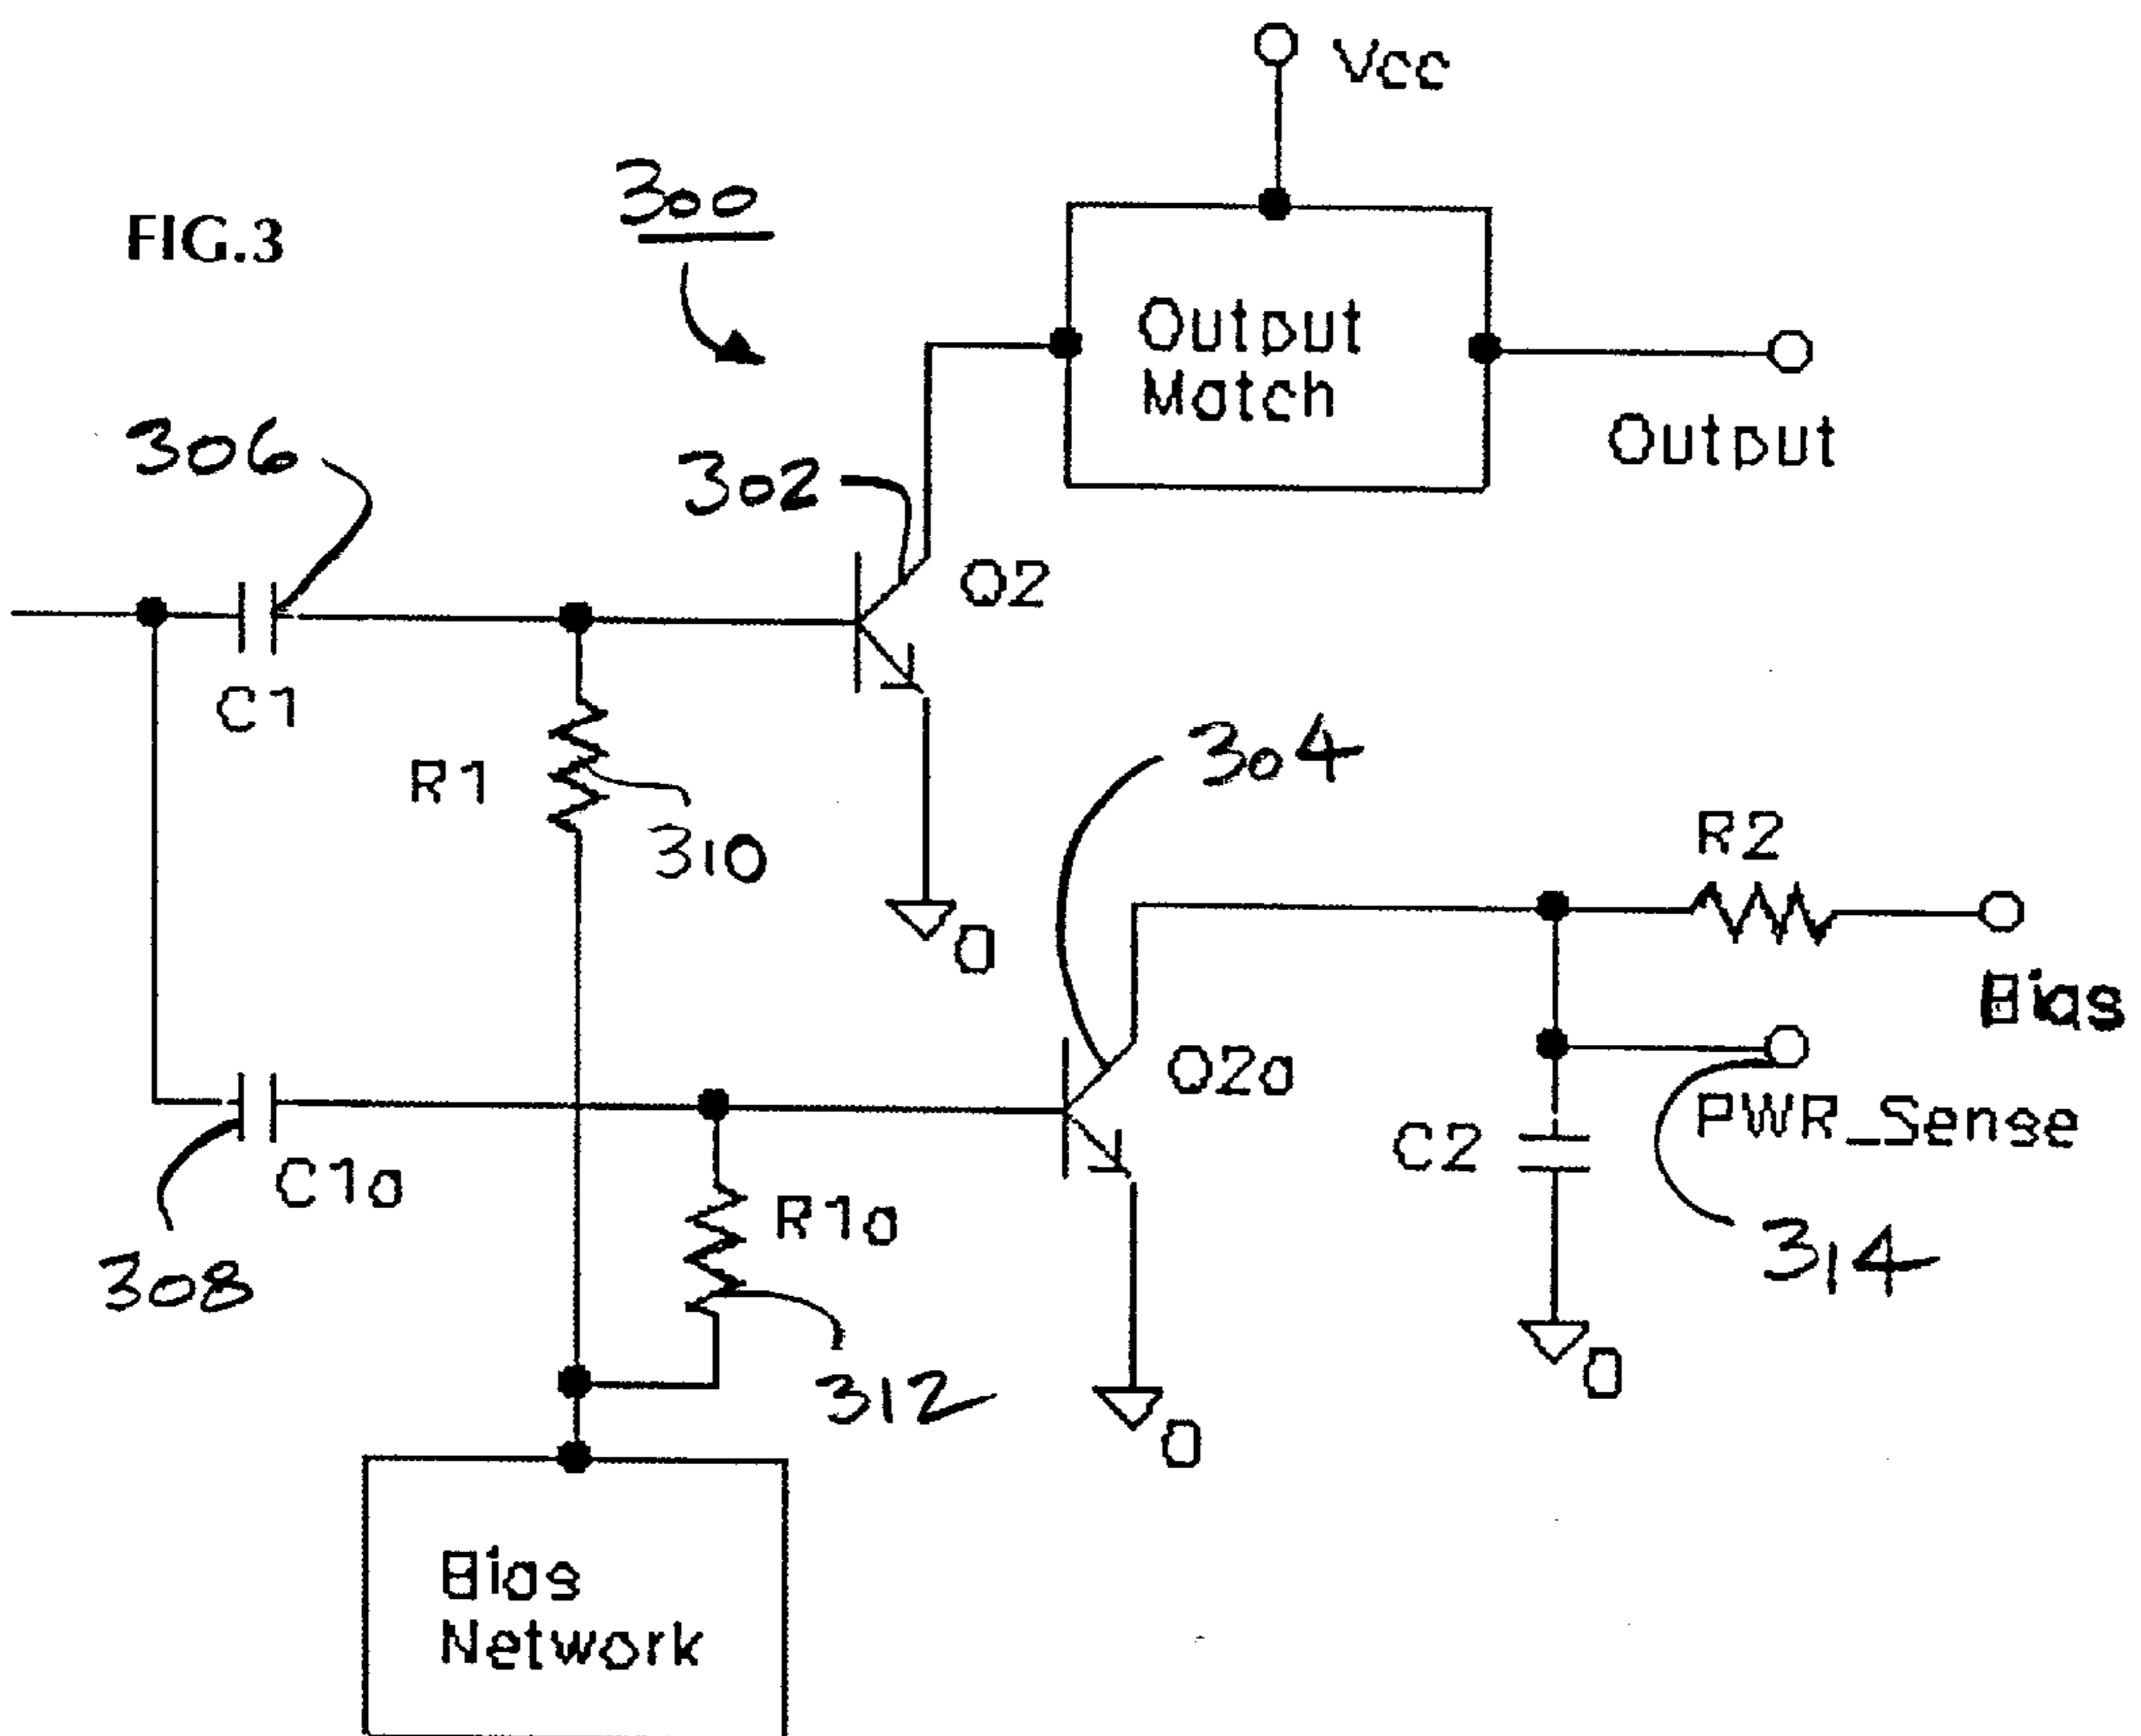 Vcc
300
FIG.3
Output
Match
Output
306
302
Q2
C1
R1
310
304
R2
0
Bias
Q2a
PWR_Sense
C2
C1a
R1a
314
308
312
0
0
Bias
Network